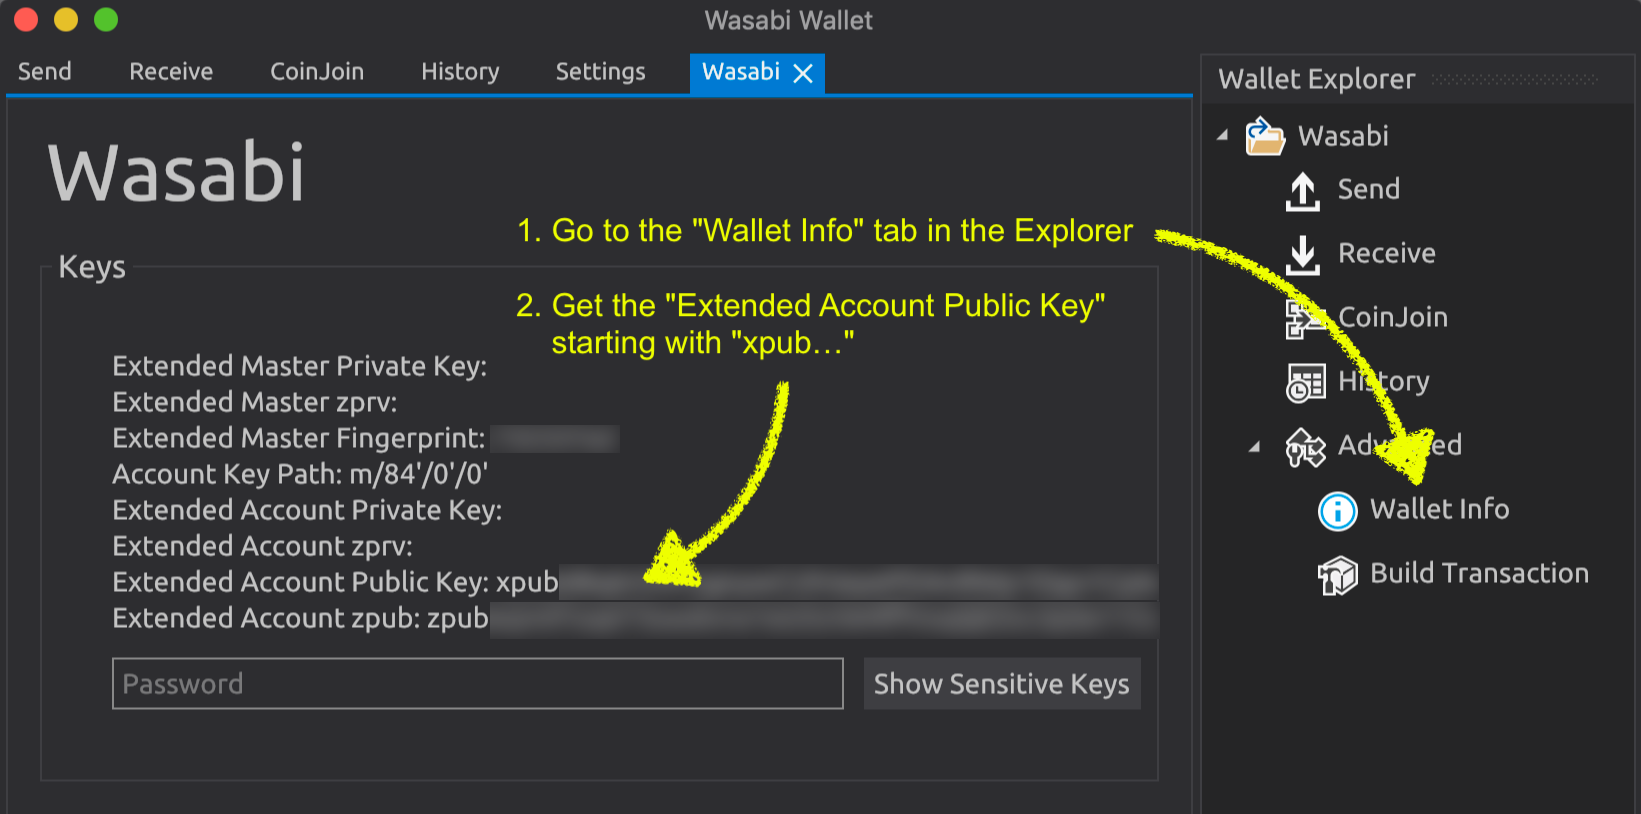 Wasabi Wallet
Send Receive CoinJoin History Settings Wasabi
Wasabi
1. Go to the "Wallet Info" tab in the Explorer
Keys
2. Get the "Extended Account Public Key"
starting with "xpub…"
Extended Master Private Key:
Extended Master zprv:
Extended Master Fingerprint:
Account Key Path: m/84'/0'/0'
Extended Account Private Key:
Extended Account zprv:
Extended Account Public Key: xpub
Extended Account zpub: zpub
Password
Show Sensitive Keys
Wallet Explorer
Wasabi
Send
Receive
CoinJoin
History
Advanced
Wallet Info
Build Transaction